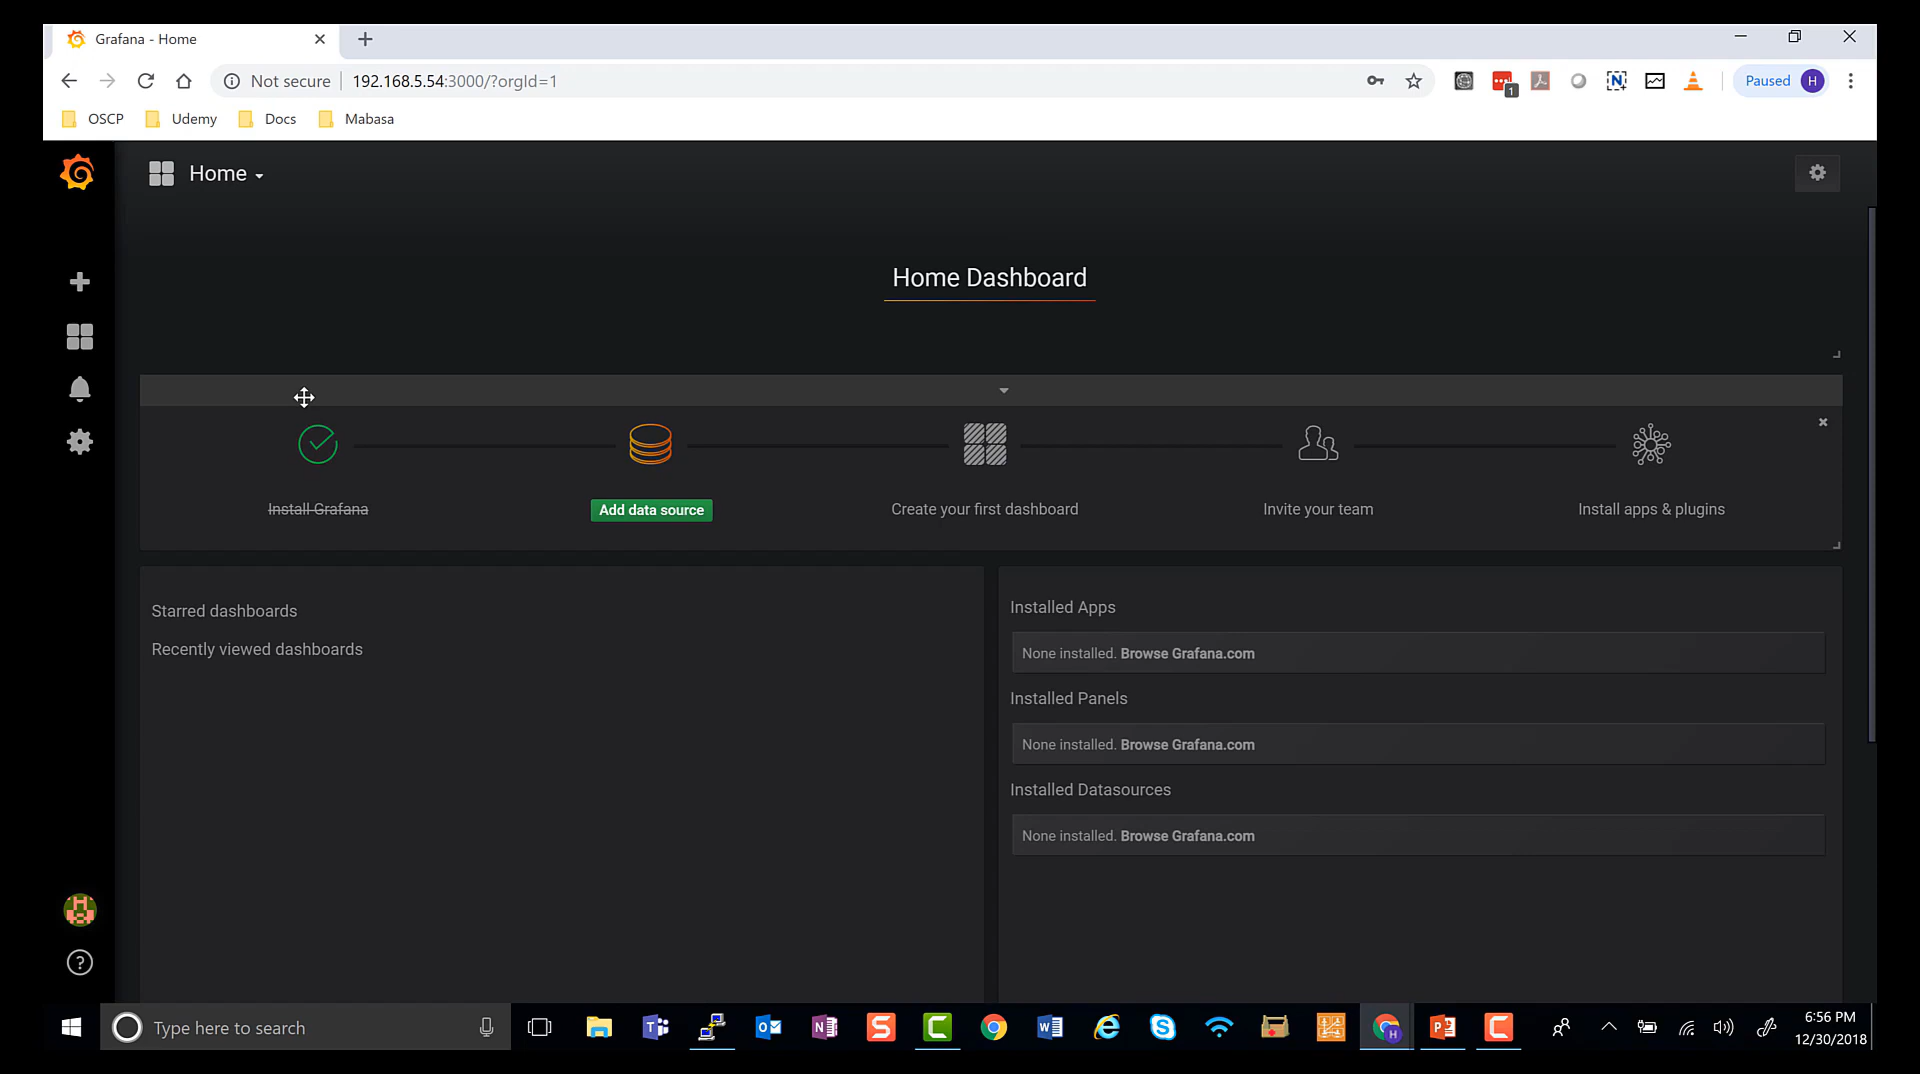 Grafana - Home
Not secure 192.168.5.54:3000/?orgId=1
1
Paused H
OSCP Udemy Docs Mabasa
Home
Home Dashboard
Install Grafana Add data source Create your first dashboard Invite your team Install apps & plugins
Starred dashboards
Recently viewed dashboards
Installed Apps
None installed. Browse Grafana.com
Installed Panels
None installed. Browse Grafana.com
Installed Datasources
None installed. Browse Grafana.com
Type here to search
6:56 PM
12/30/2018